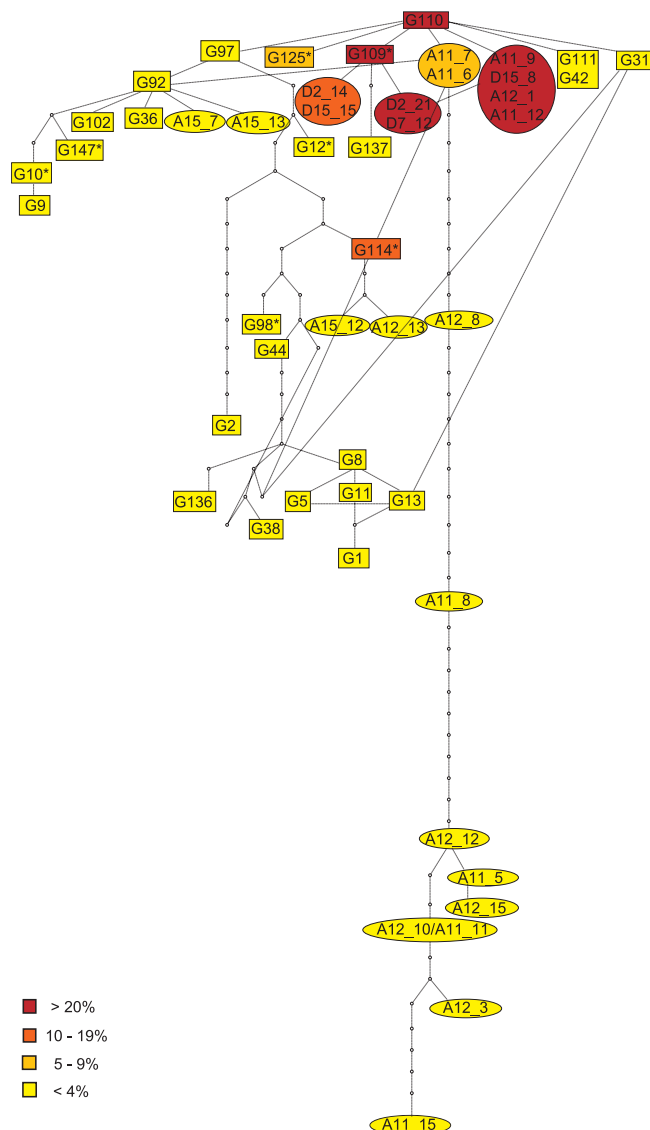 G110
G97
G125*
G109*
A11_7
A11_6
A11_9
D15_8
A12_1
A11_12
G111
G42
G31
G92
D2_14
D15_15
D2_21
D7_12
G102
G36
A15_7
A15_13
G147*
G12*
G137
G10*
G9
G114*
G98*
A15_12
A12_13
A12_8
G44
G2
G8
G136
G5
G11
G13
G38
G1
A11_8
A12_12
A11_5
A12_15
A12_10/A11_11
A12_3
A11_15
> 20%
10 - 19%
5 - 9%
< 4%